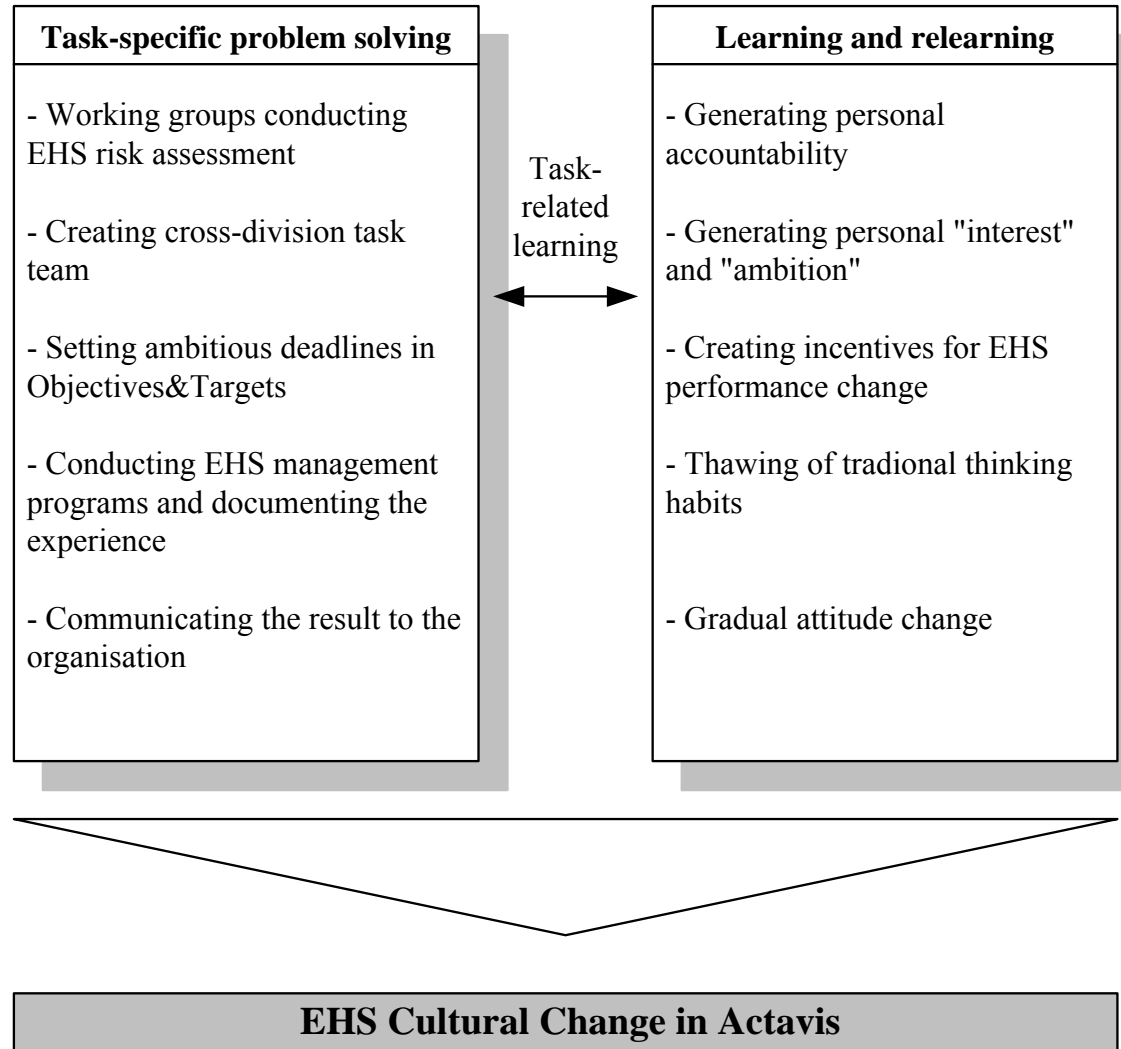 Task-specific problem solving
- Working groups conducting
EHS risk assessment
- Creating cross-division task
team
- Setting ambitious deadlines in
Objectives&Targets
- Conducting EHS management
programs and documenting the
experience
- Communicating the result to the
organisation
Task-
related
learning
Learning and relearning
- Generating personal
accountability
- Generating personal "interest"
and "ambition"
- Creating incentives for EHS
performance change
- Thawing of tradional thinking
habits
- Gradual attitude change
EHS Cultural Change in Actavis